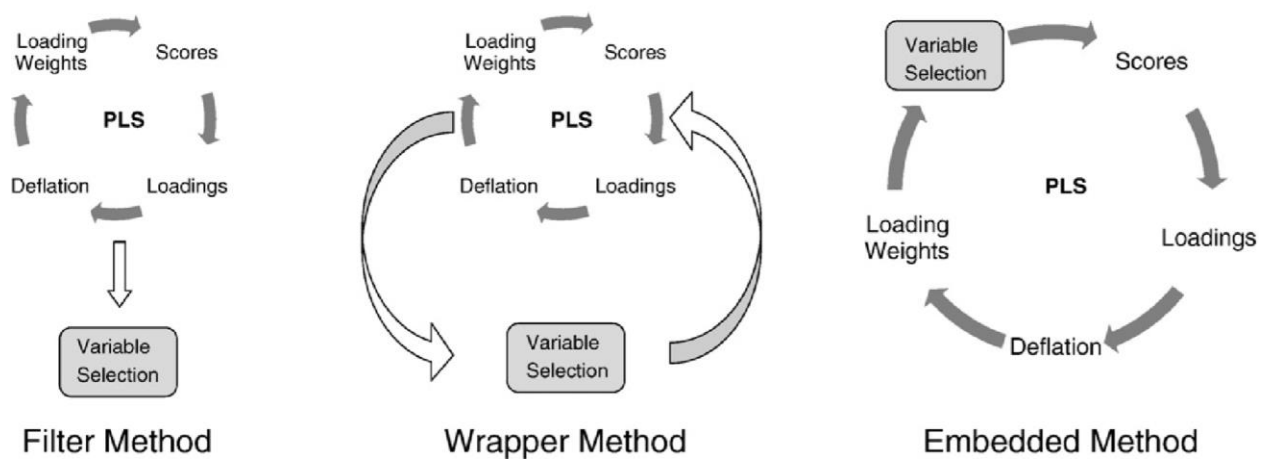 Loading
Weights
Scores
PLS
Deflation
Loadings
Variable
Selection
Filter Method
Loading
Weights
Scores
PLS
Deflation
Loadings
Variable
Selection
Wrapper Method
Variable
Selection
Scores
PLS
Loading
Weights
Loadings
Deflation
Embedded Method